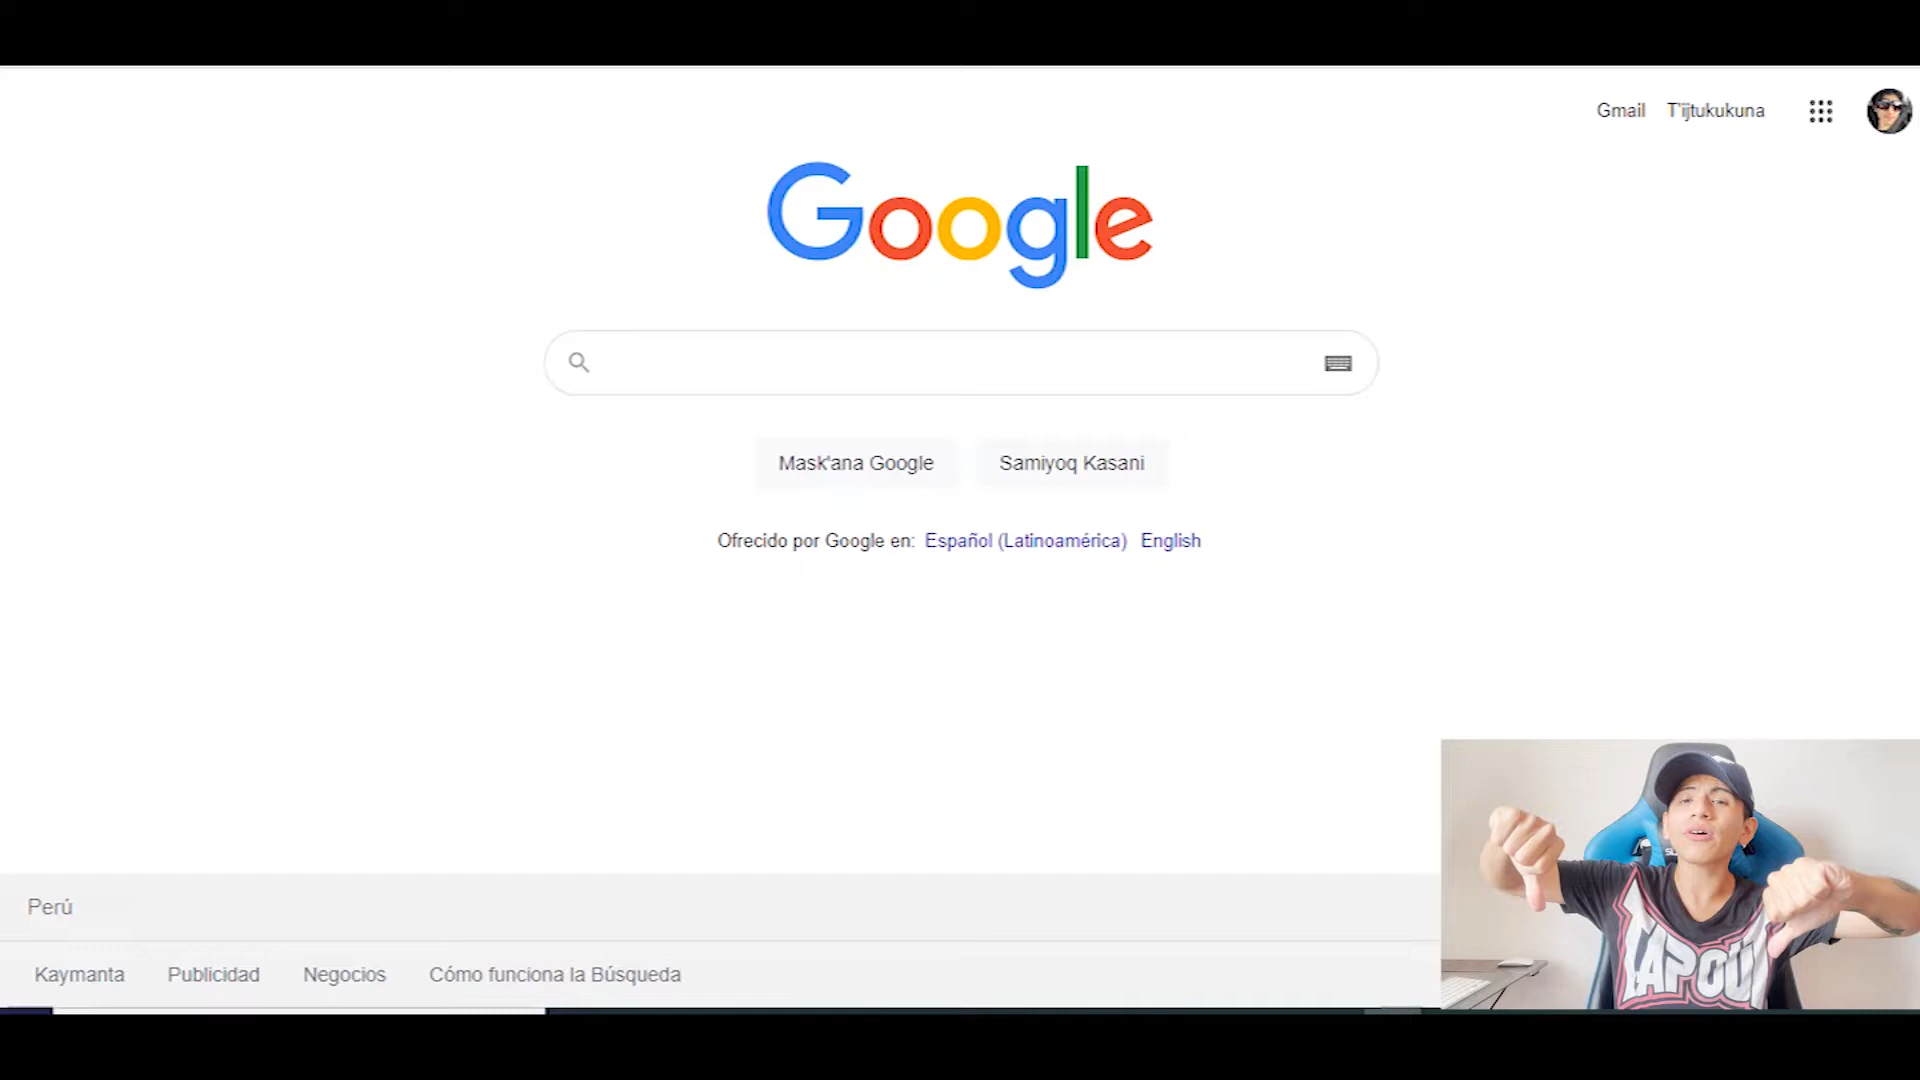 Gmail T'ijtukukuna
Google
Mask'ana Google Samiyoq Kasani
Ofrecido por Google en: Español (Latinoamérica) English
Perú
Kaymanta Publicidad Negocios Cómo funciona la Búsqueda
TAPOUT